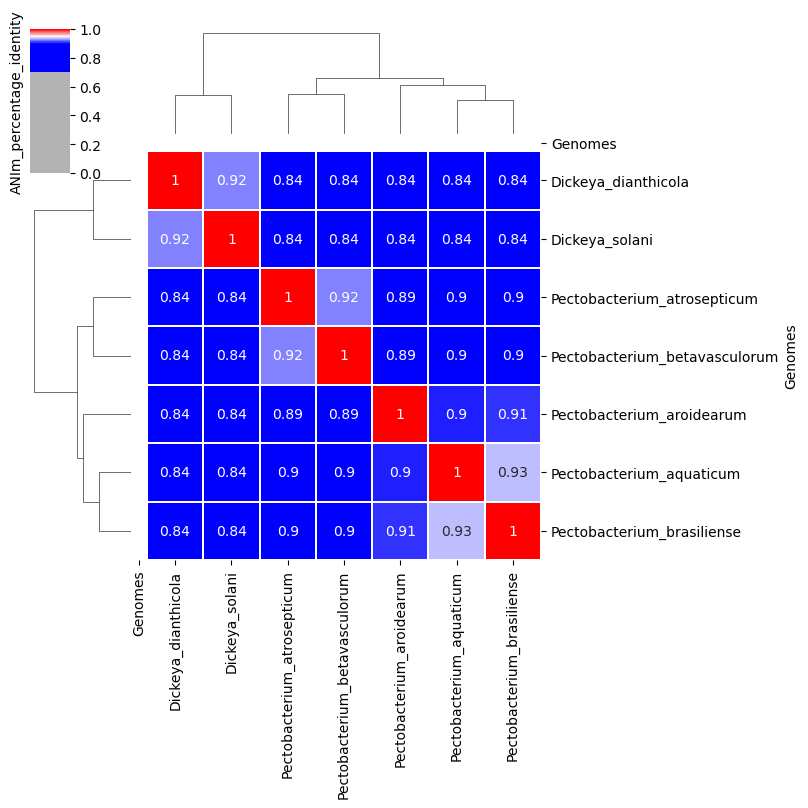 ANIm_percentage_identity
1.0
0.8
0.6
0.4
0.2
0.0
Genomes
1 0.92 0.84 0.84 0.84 0.84 0.84 Dickeya_dianthicola
0.92 1 0.84 0.84 0.84 0.84 0.84 Dickeya_solani
0.84 0.84 1 0.92 0.89 0.9 0.9 Pectobacterium_atrosepticum
0.84 0.84 0.92 1 0.89 0.9 0.9 Pectobacterium_betavasculorum
0.84 0.84 0.89 0.89 1 0.9 0.91 Pectobacterium_aroidearum
0.84 0.84 0.9 0.9 0.9 1 0.93 Pectobacterium_aquaticum
0.84 0.84 0.9 0.9 0.91 0.93 1 Pectobacterium_brasiliense
Genomes
Genomes
Dickeya_dianthicola
Dickeya_solani
Pectobacterium_atrosepticum
Pectobacterium_betavasculorum
Pectobacterium_aroidearum
Pectobacterium_aquaticum
Pectobacterium_brasiliense